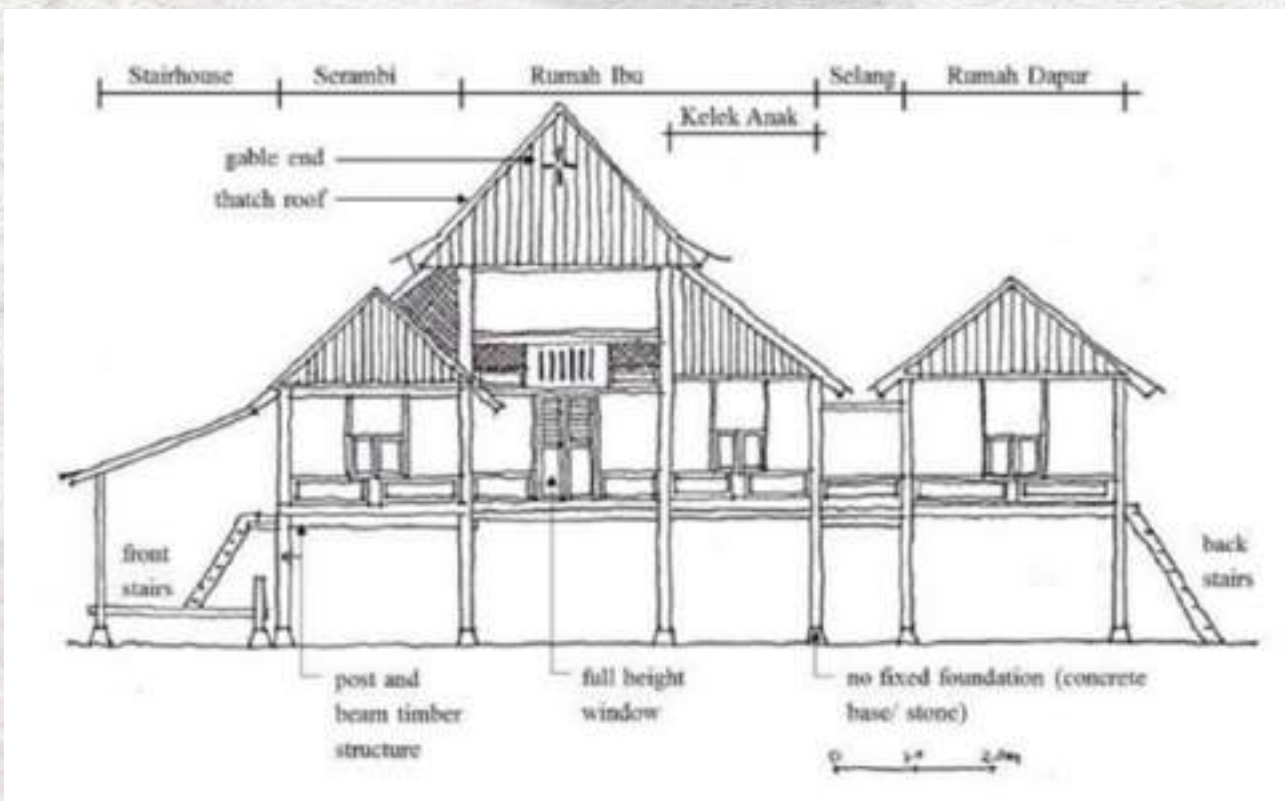 Stairhouse
Serambi
Rumah Ibu
Selang
Rumah Dapur
Kelek Anak
gable end
thatch roof
front
stairs
back
stairs
post and
beam timber
structure
full height
window
no fixed foundation (concrete
base/ stone)
0